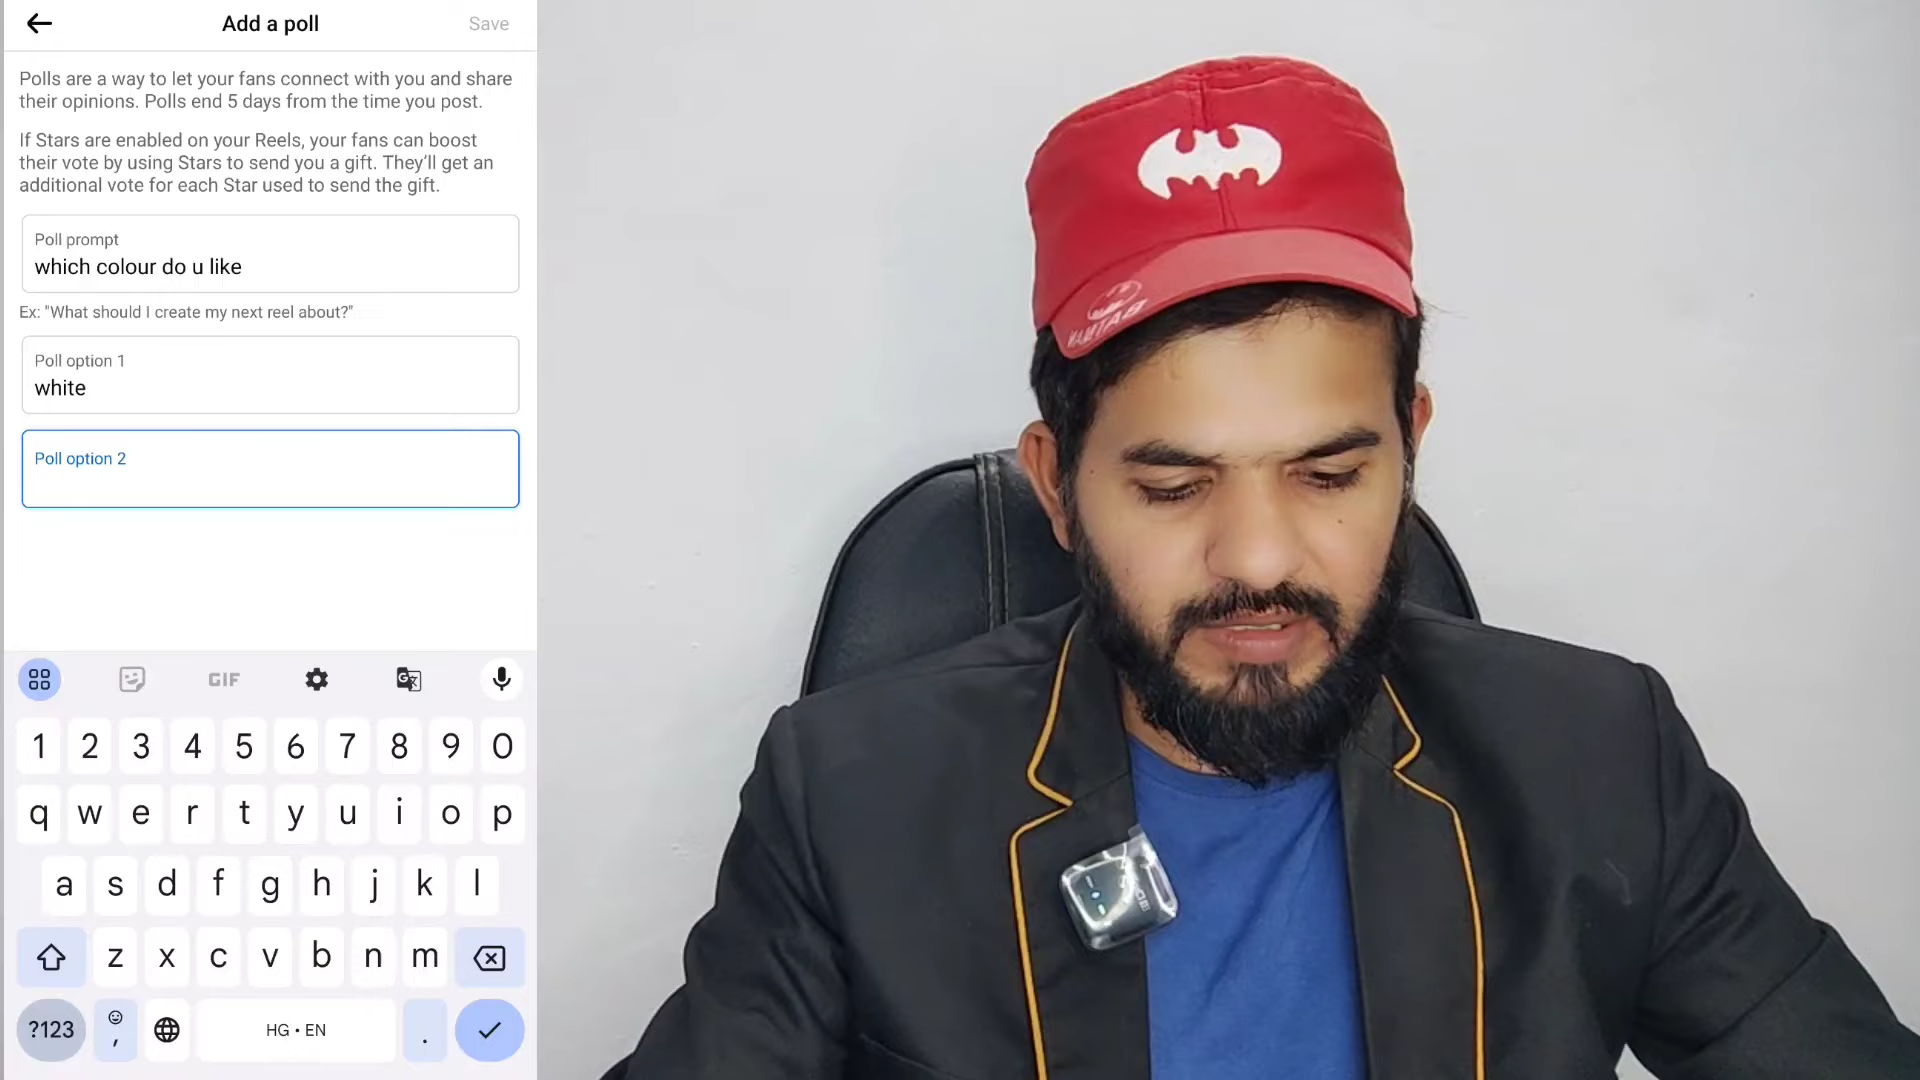 Add a poll
Save
Polls are a way to let your fans connect with you and share
their opinions. Polls end 5 days from the time you post.
If Stars are enabled on your Reels, your fans can boost
their vote by using Stars to send you a gift. They'll get an
additional vote for each Star used to send the gift.
Poll prompt
which colour do u like
Ex: "What should I create my next reel about?"
Poll option 1
white
Poll option 2
GIF
1 2 3 4 5 6 7 8 9 0
q w e r t y u i o p
a s d f g h j k l
z x c v b n m
?123 , HG • EN .
BATMAN